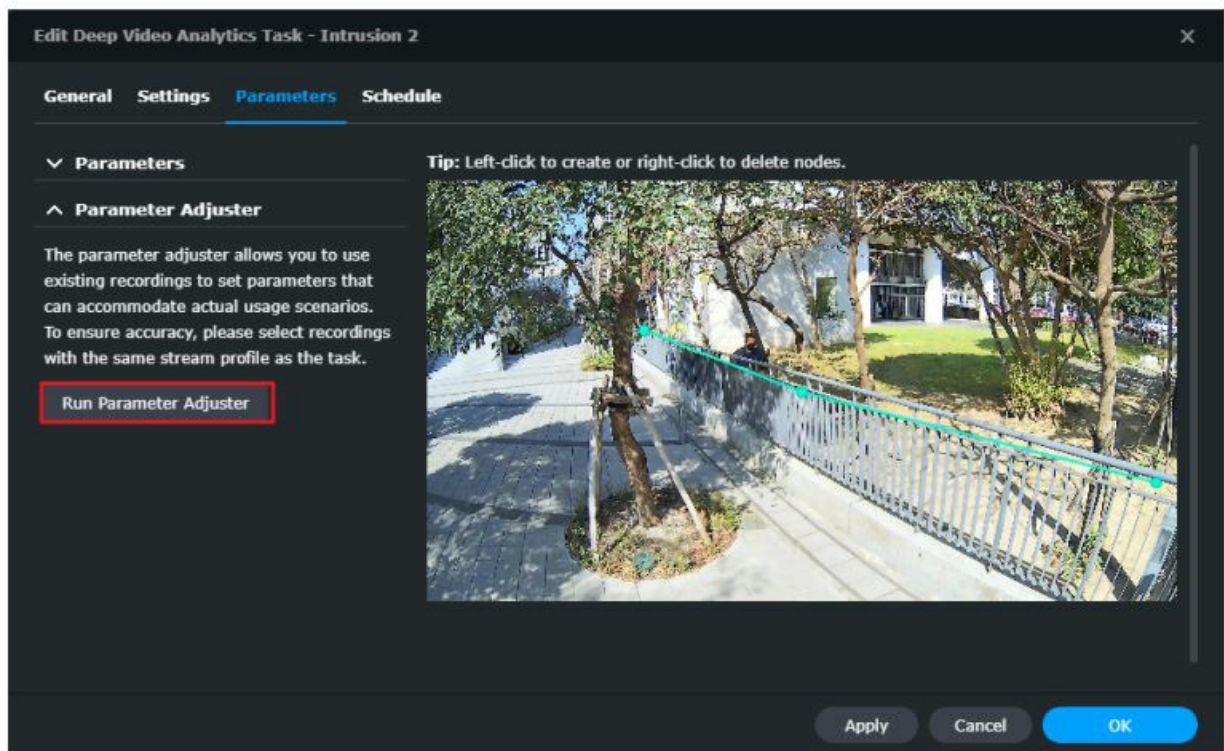 Edit Deep Video Analytics Task - Intrusion 2
X
General Settings Parameters Schedule
Parameters
Parameter Adjuster
The parameter adjuster allows you to use
existing recordings to set parameters that
can accommodate actual usage scenarios.
To ensure accuracy, please select recordings
with the same stream profile as the task.
Run Parameter Adjuster
Tip: Left-click to create or right-click to delete nodes.
Apply Cancel OK